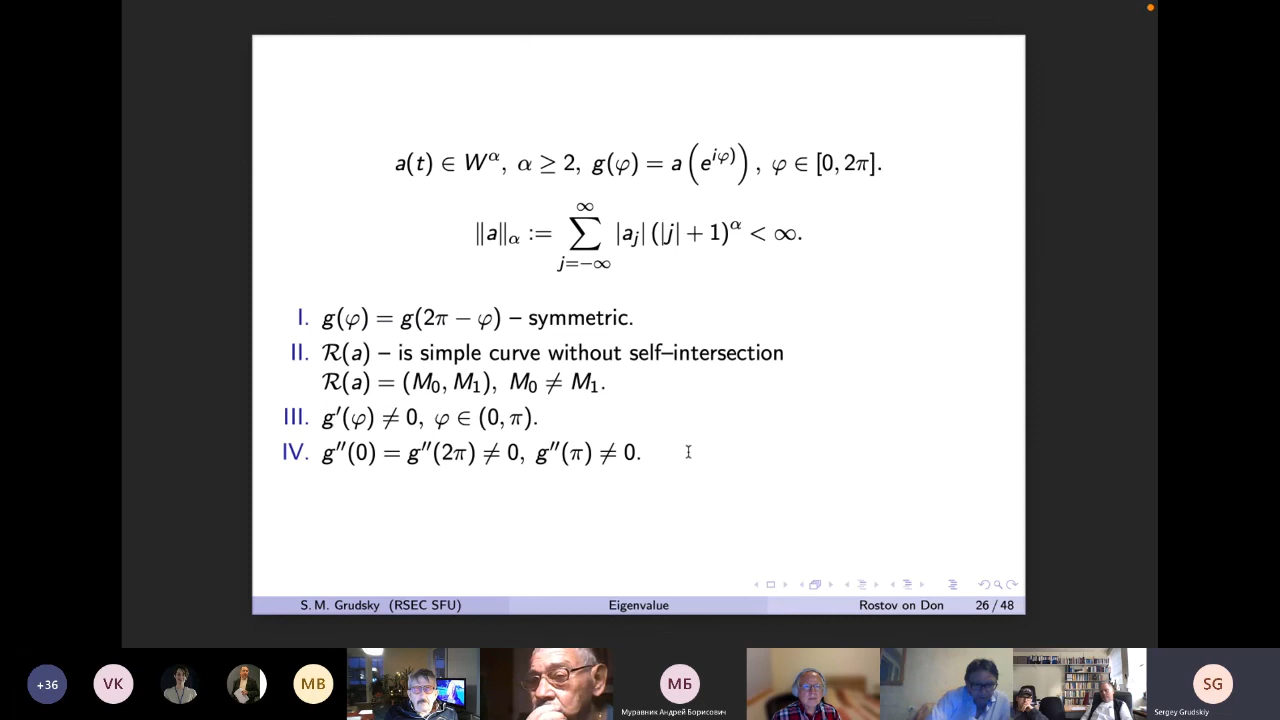 a(t) ∈ W^α, α ≥ 2, g(φ) = a(e^{iφ)}), φ ∈ [0, 2π].
‖a‖_α := ∑_{j=−∞}^{∞} |a_j| (|j| + 1)^α < ∞.
I. g(φ) = g(2π − φ) – symmetric.
II. R(a) – is simple curve without self–intersection
R(a) = (M_0, M_1), M_0 ≠ M_1.
III. g′(φ) ≠ 0, φ ∈ (0, π).
IV. g″(0) = g″(2π) ≠ 0, g″(π) ≠ 0.
S. M. Grudsky (RSEC SFU) Eigenvalue Rostov on Don 26 / 48
+36 VK MB МБ SG
Муравник Андрей Борисович Sergey Grudskiy